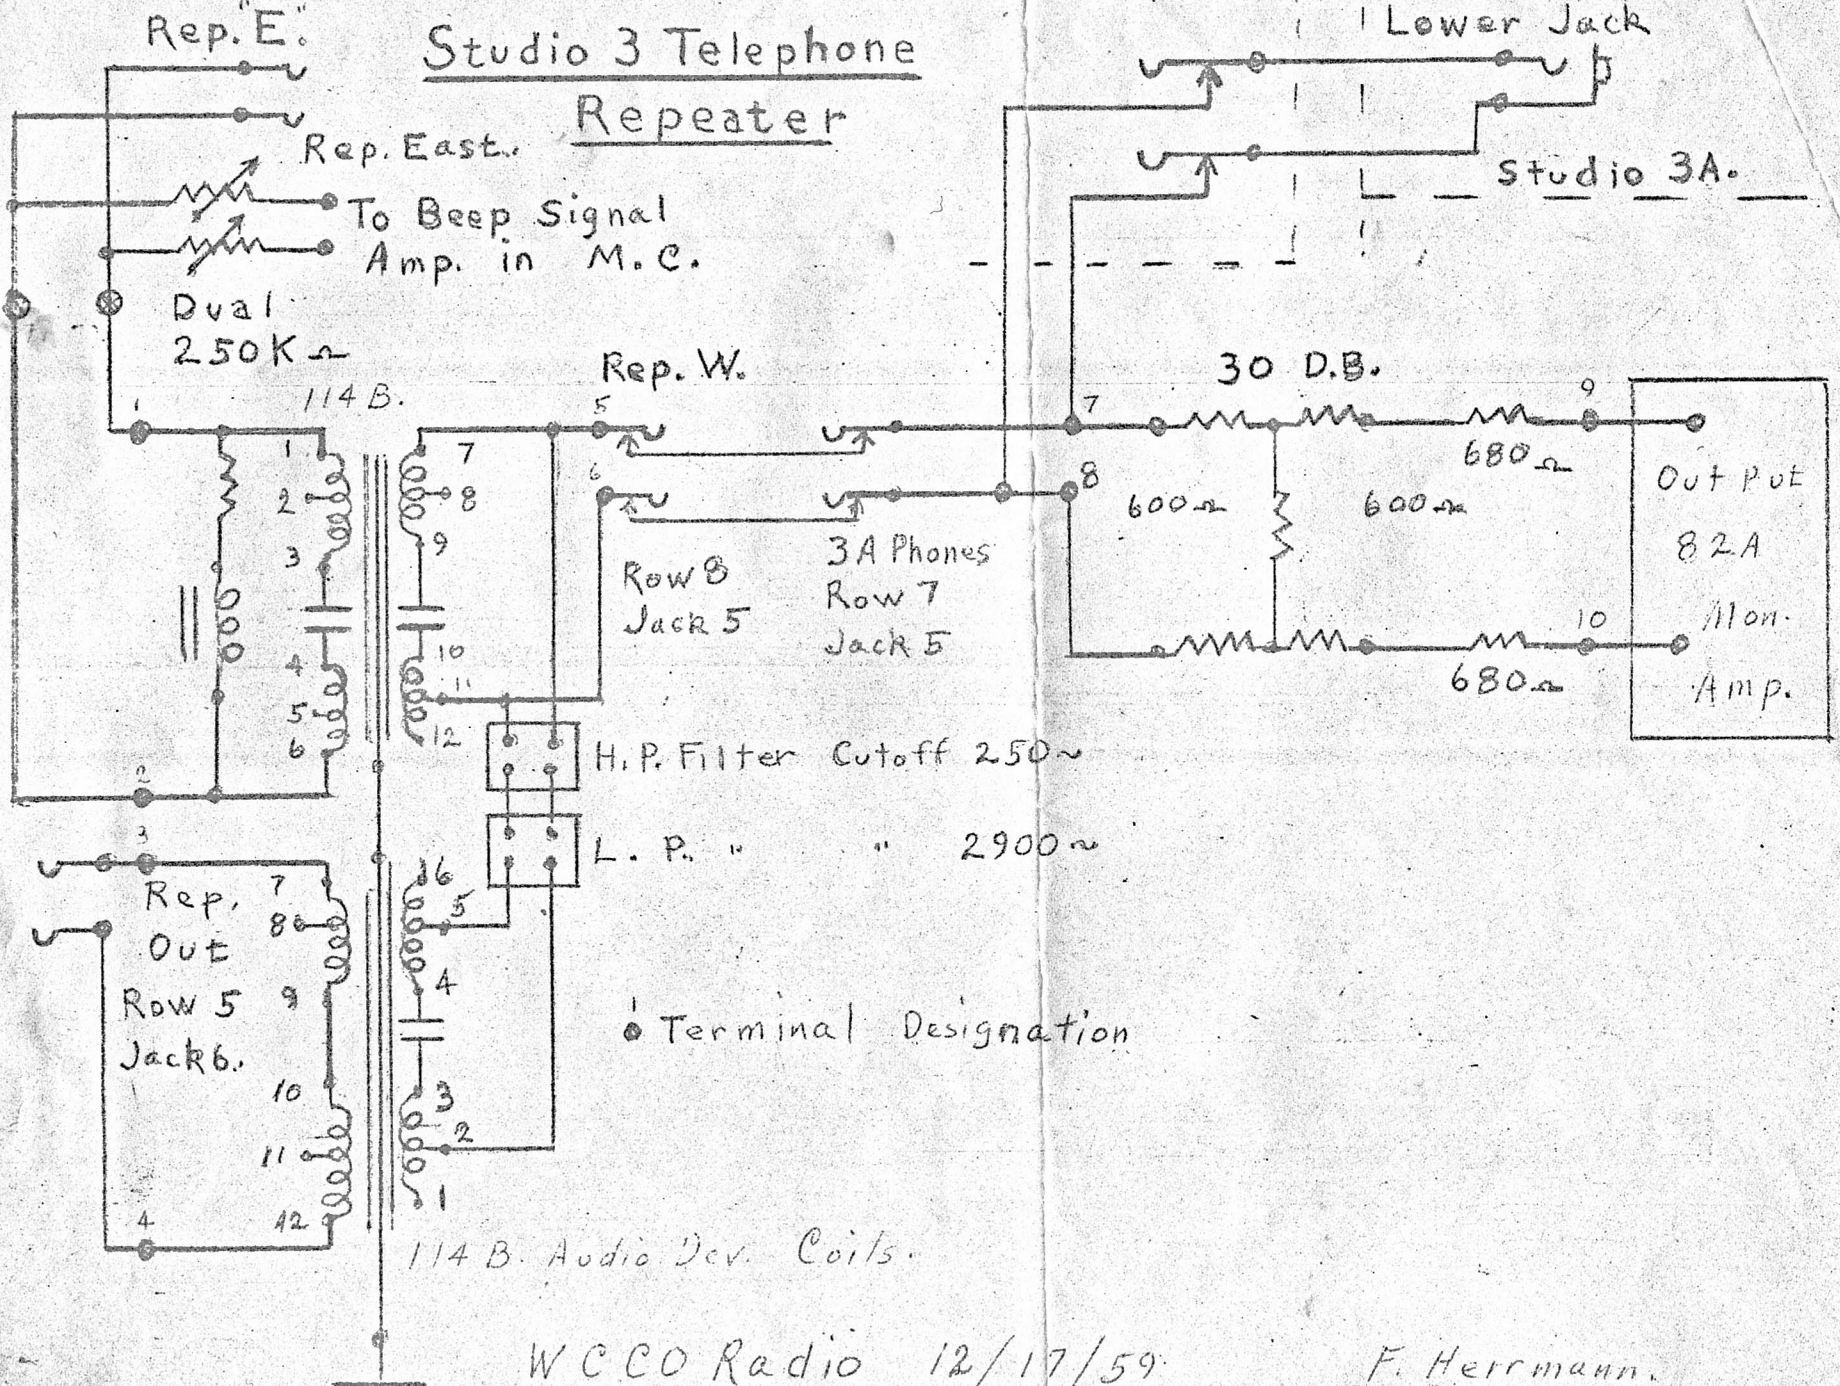 Rep. "E."
Studio 3 Telephone
Repeater
Lower Jack
Rep. East.
Studio 3A.
To Beep Signal
Amp. in M.C.
Dual
250K Ω
114 B.
Rep. W.
30 D.B.
1
5
7
9
1
7
2
8
6
8
680 Ω
Out Put
600 Ω
600 Ω
82A
3
9
3A Phones
Row 8
Row 7
Jack 5
Jack 5
10
Mon.
4
10
680 Ω
Amp.
5
11
6
12
H.P. Filter Cutoff 250 ~
2
3
L. P. " " 2900 ~
7
6
Rep.
8
5
Out
Row 5
9
4
Jack 6.
Terminal Designation
10
3
11
2
12
1
4
114 B. Audio Dev. Coils.
WCCO Radio 12/17/59
F. Herrmann.